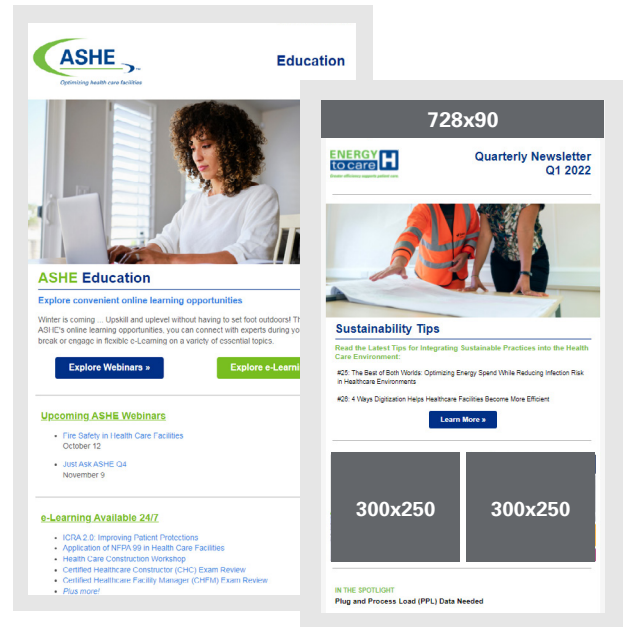 ASHE
Optimizing health care facilities
Education
ASHE Education
Explore convenient online learning opportunities
Winter is coming ... Upskill and uplevel without having to set foot outdoors!
ASHE's online learning opportunities, you can connect with experts during
break or engage in flexible e-Learning on a variety of essential topics.
Explore Webinars »
Explore e-Learni
Upcoming ASHE Webinars
• Fire Safety in Health Care Facilities
October 12
• Just Ask ASHE Q4
November 9
e-Learning Available 24/7
• ICRA 2.0: Improving Patient Protections
• Application of NFPA 99 in Health Care Facilities
• Health Care Construction Workshop
• Certified Healthcare Constructor (CHC) Exam Review
• Certified Healthcare Facility Manager (CHFM) Exam Review
• Plus more!
728x90
ENERGY
to care H
Greater efficiency supports patient care.
Quarterly Newsletter
Q1 2022
Sustainability Tips
Read the Latest Tips for Integrating Sustainable Practices into the Health
Care Environment:
#25: The Best of Both Worlds: Optimizing Energy Spend While Reducing Infection Risk
in Healthcare Environments
#26: 4 Ways Digitization Helps Healthcare Facilities Become More Efficient
Learn More »
300x250
300x250
IN THE SPOTLIGHT
Plug and Process Load (PPL) Data Needed